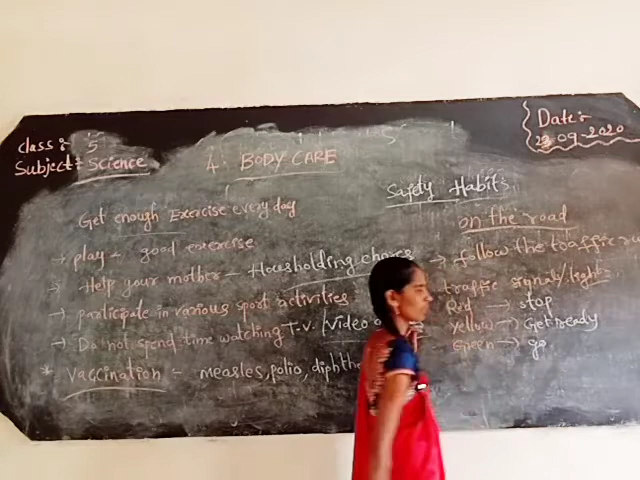 class: 5
Subject: Science
Date:-
23-09-2020
4. BODY CARE
Get enough Exercise every day
→ play - good exercise
→ Help your mother - Housholding chores
→ participate in various sport activities
→ Do not spend time watching T.V. / Video
* Vaccination - measles, polio,
Safety Habits
on the road
→ follow the traffic
traffic signals/lights
Red → stop
Yellow → Get ready
Green → go